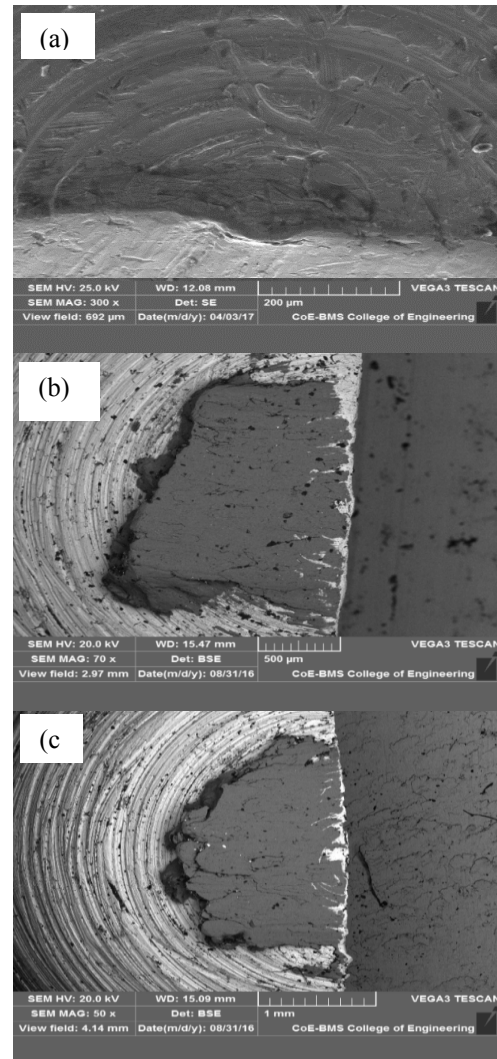 (a)
SEM HV: 25.0 kV WD: 12.08 mm VEGA3 TESCAN
SEM MAG: 300 x Det: SE 200 µm
View field: 692 µm Date(m/d/y): 04/03/17 CoE-BMS College of Engineering
(b)
SEM HV: 20.0 kV WD: 15.47 mm VEGA3 TESCAN
SEM MAG: 70 x Det: BSE 500 µm
View field: 2.97 mm Date(m/d/y): 08/31/16 CoE-BMS College of Engineering
(c
SEM HV: 20.0 kV WD: 15.09 mm VEGA3 TESCAN
SEM MAG: 50 x Det: BSE 1 mm
View field: 4.14 mm Date(m/d/y): 08/31/16 CoE-BMS College of Engineering